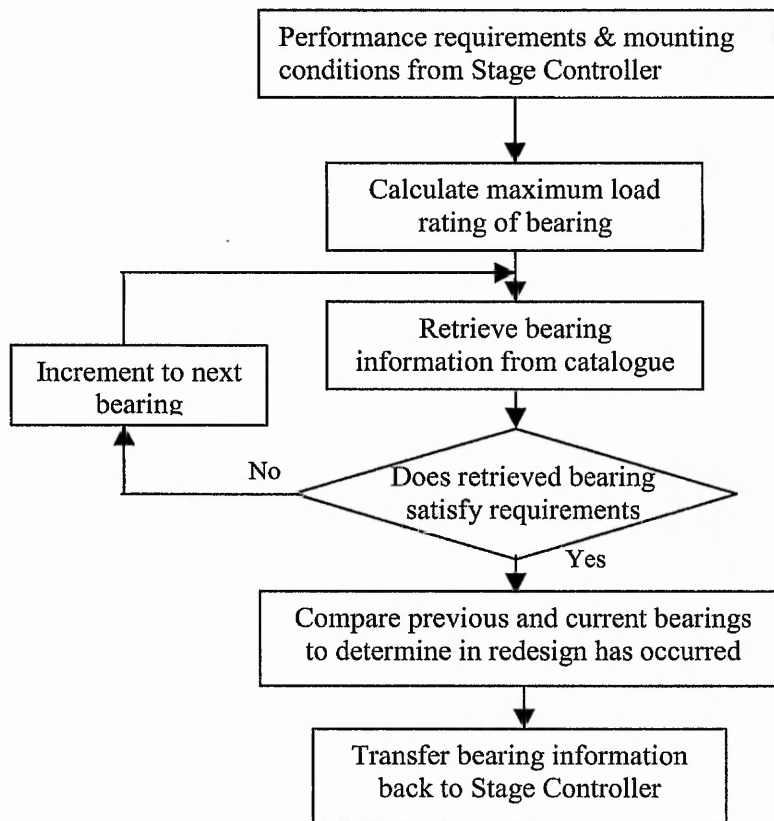 Performance requirements & mounting
conditions from Stage Controller
Calculate maximum load
rating of bearing
Retrieve bearing
information from catalogue
Increment to next
bearing
No
Does retrieved bearing
satisfy requirements
Yes
Compare previous and current bearings
to determine in redesign has occurred
Transfer bearing information
back to Stage Controller